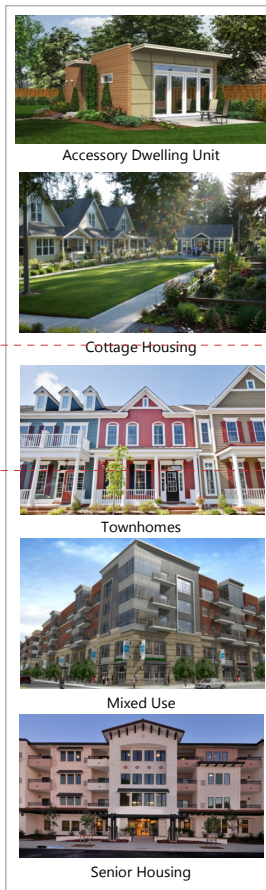 Accessory Dwelling Unit
Cottage Housing
Townhomes
Mixed Use
Senior Housing